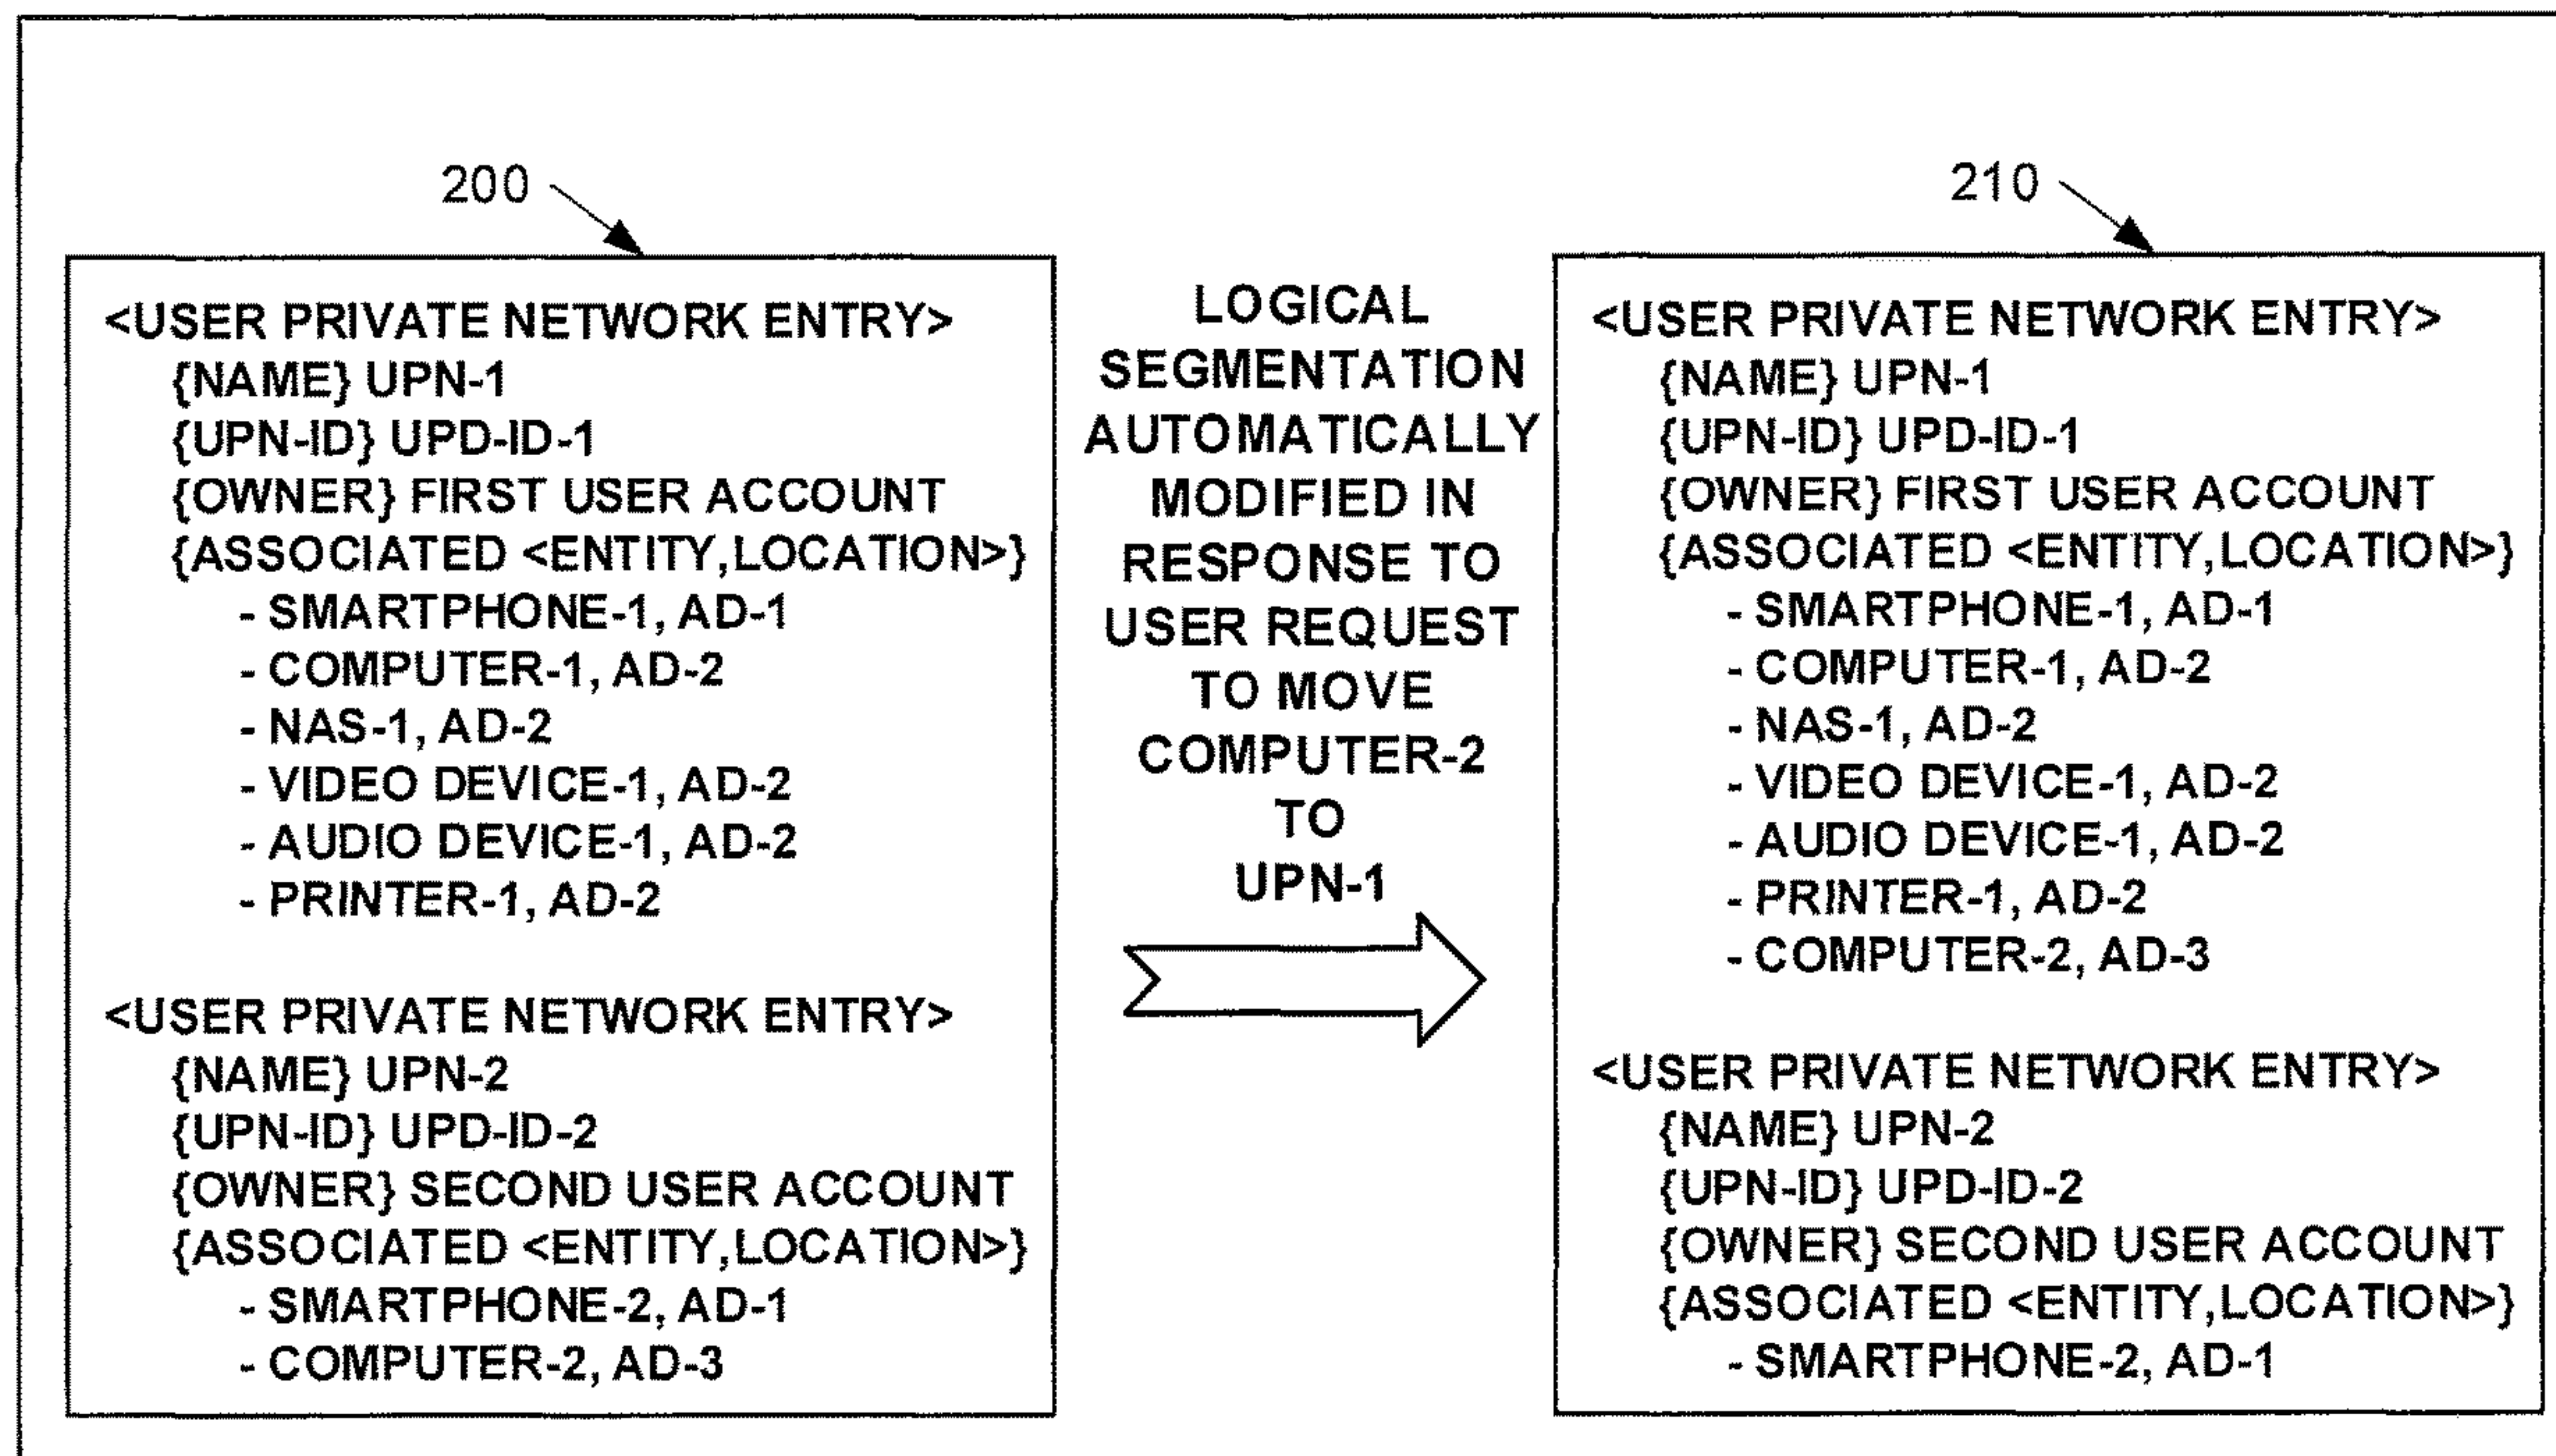 200
<USER PRIVATE NETWORK ENTRY>
{NAME} UPN-1
{UPN-ID} UPD-ID-1
{OWNER} FIRST USER ACCOUNT
{ASSOCIATED <ENTITY,LOCATION>}
- SMARTPHONE-1, AD-1
- COMPUTER-1, AD-2
- NAS-1, AD-2
- VIDEO DEVICE-1, AD-2
- AUDIO DEVICE-1, AD-2
- PRINTER-1, AD-2
<USER PRIVATE NETWORK ENTRY>
{NAME} UPN-2
{UPN-ID} UPD-ID-2
{OWNER} SECOND USER ACCOUNT
{ASSOCIATED <ENTITY,LOCATION>}
- SMARTPHONE-2, AD-1
- COMPUTER-2, AD-3
LOGICAL
SEGMENTATION
AUTOMATICALLY
MODIFIED IN
RESPONSE TO
USER REQUEST
TO MOVE
COMPUTER-2
TO
UPN-1
210
<USER PRIVATE NETWORK ENTRY>
{NAME} UPN-1
{UPN-ID} UPD-ID-1
{OWNER} FIRST USER ACCOUNT
{ASSOCIATED <ENTITY,LOCATION>}
- SMARTPHONE-1, AD-1
- COMPUTER-1, AD-2
- NAS-1, AD-2
- VIDEO DEVICE-1, AD-2
- AUDIO DEVICE-1, AD-2
- PRINTER-1, AD-2
- COMPUTER-2, AD-3
<USER PRIVATE NETWORK ENTRY>
{NAME} UPN-2
{UPN-ID} UPD-ID-2
{OWNER} SECOND USER ACCOUNT
{ASSOCIATED <ENTITY,LOCATION>}
- SMARTPHONE-2, AD-1